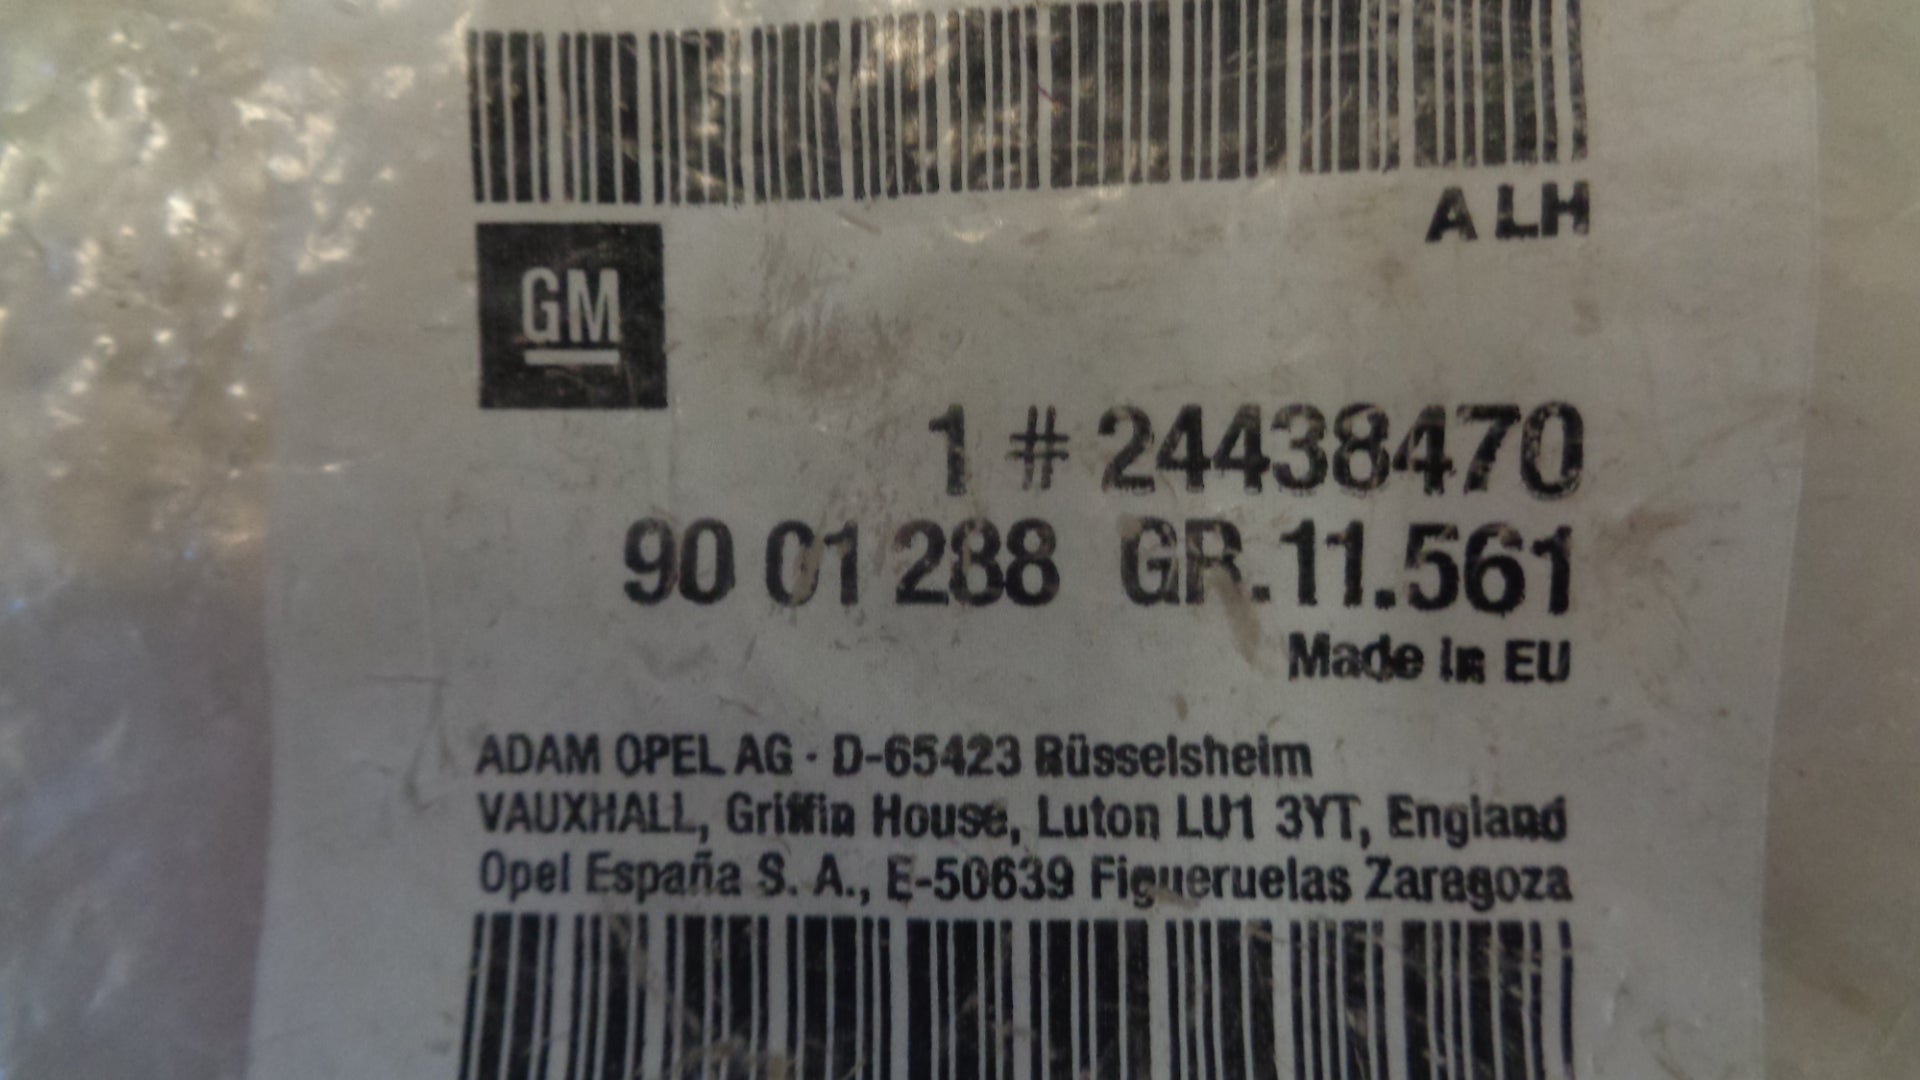 A LH
GM
1 # 24438470
90 01 288 GR.11.561
Made in EU
ADAM OPEL AG · D-65423 Rüsselsheim
VAUXHALL, Griffin House, Luton LU1 3YT, England
Opel España S. A., E-50639 Figueruelas Zaragoza